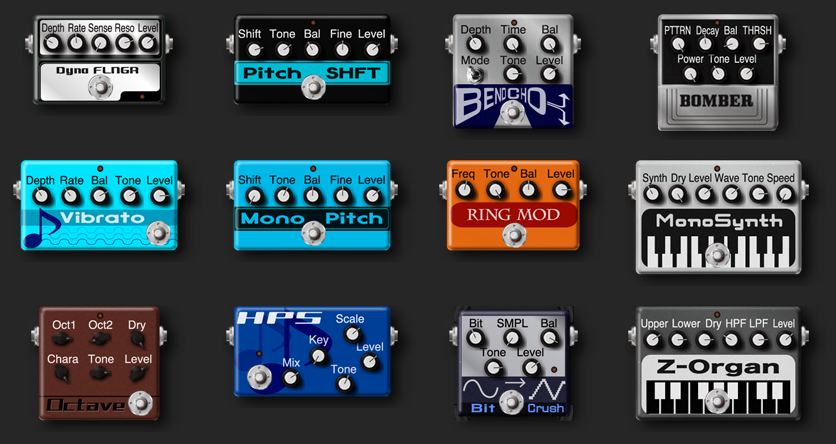 Depth Rate Sense Reso Level
Dyna FLNGR
Shift Tone Bal Fine Level
Pitch SHFT
Depth Time Bal
Mode Tone Level
BENDCHO
PTTRN Decay Bal THRSH
Power Tone Level
BOMBER
Depth Rate Bal Tone Level
Vibrato
Shift Tone Bal Fine Level
Mono Pitch
Freq Tone Bal Level
RING MOD
Synth Dry Level Wave Tone Speed
MonoSynth
Oct1 Oct2 Dry
Chara Tone Level
Octave
HPS
Scale
Key
Level
Mix
Tone
Bit SMPL Bal
Tone Level
Bit Crush
Upper Lower Dry HPF LPF Level
Z-Organ